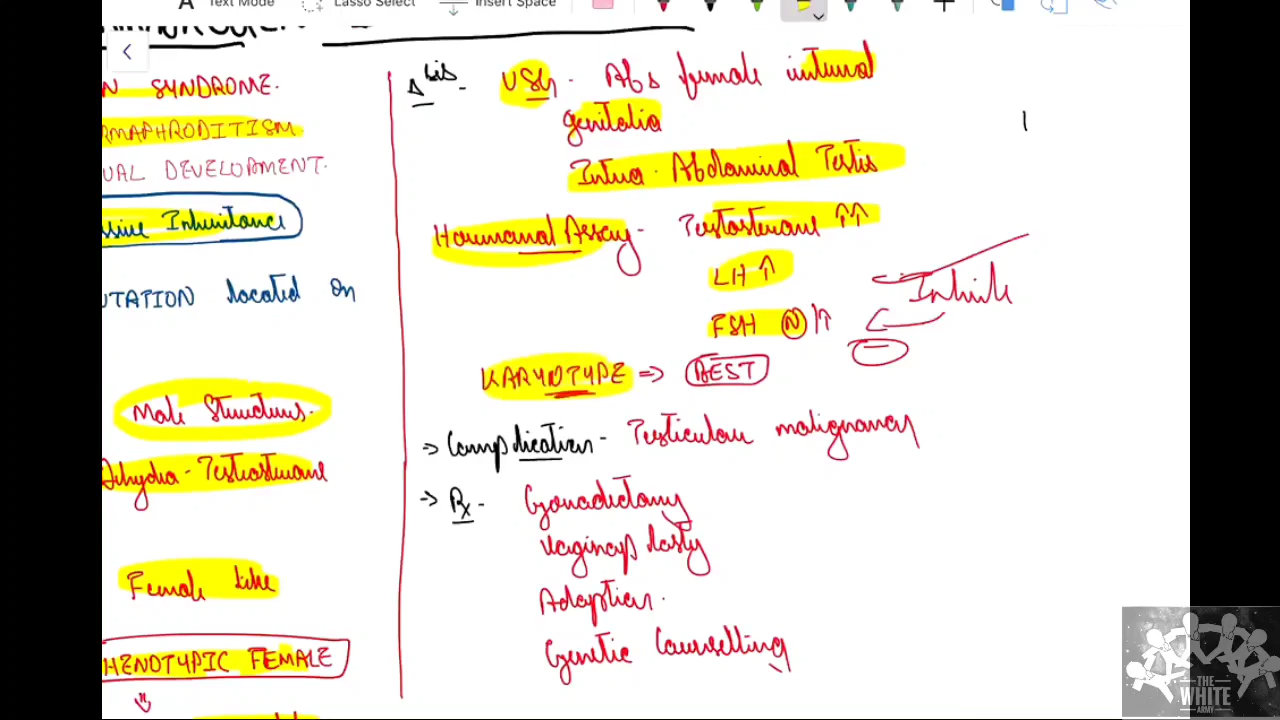 Text Mode
Lasso Select
Insert Space
N SYNDROME.
RMAPHRODITISM
UAL DEVELOPMENT.
ssive Inheritance
UTATION located on
Male Structures.
Dihydro-Testosterone
Female like
HENOTYPIC FEMALE
Δbis - USG - Abs female internal
genitalia
Intra-Abdominal Testis
Hormonal Assay - Testosterone ↑↑
LH ↑
FSH (N)/↑
KARYOTYPE ⇒ BEST
⇒ Complication - Testicular malignancy
→ Rx - Gonadectomy
Vaginoplasty
Adoption.
Genetic Counselling
THE
WHITE
ARMY